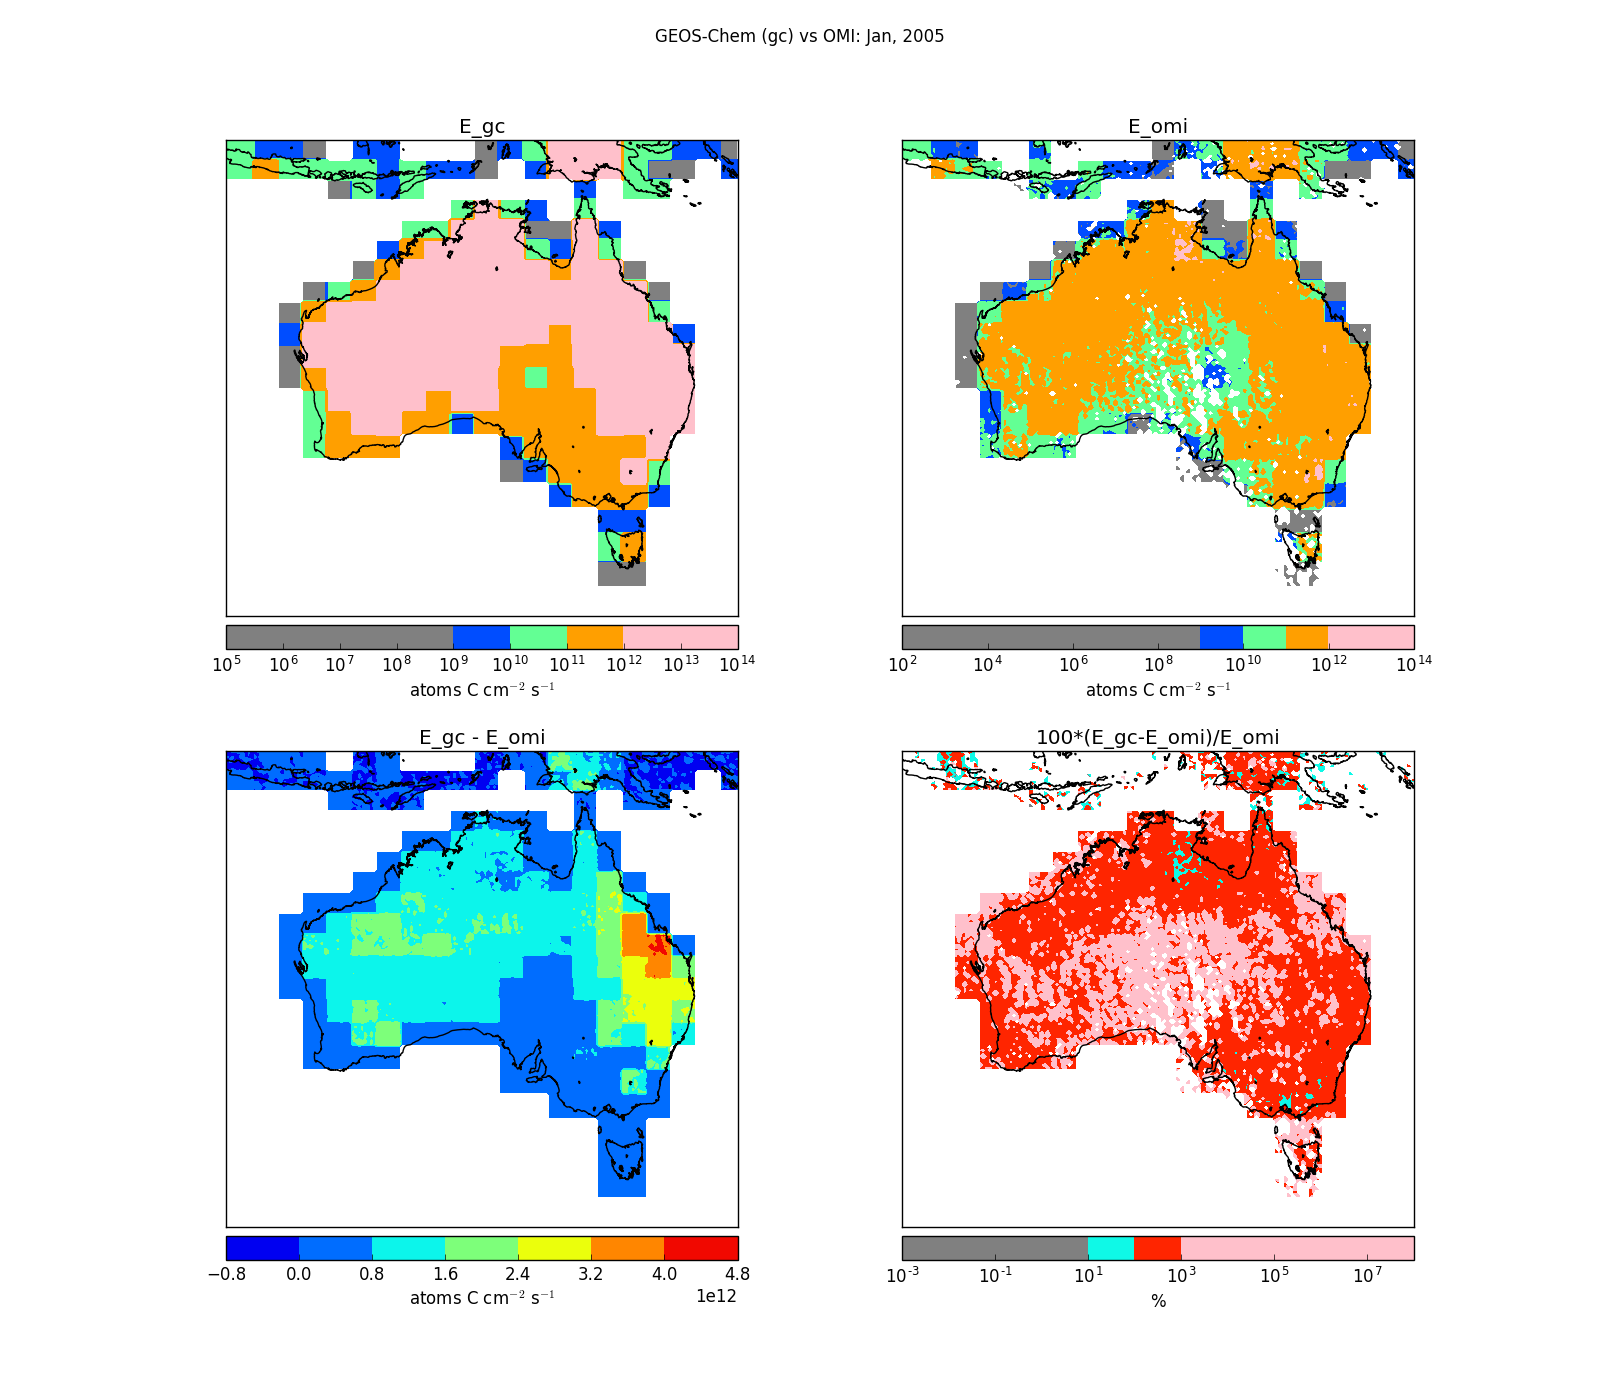 GEOS-Chem (gc) vs OMI: Jan, 2005
E_gc
10^5 10^6 10^7 10^8 10^9 10^10 10^11 10^12 10^13 10^14
atoms C cm^−2 s^−1
E_omi
10^2 10^4 10^6 10^8 10^10 10^12 10^14
atoms C cm^−2 s^−1
E_gc - E_omi
−0.8 0.0 0.8 1.6 2.4 3.2 4.0 4.8
atoms C cm^−2 s^−1
1e12
100*(E_gc-E_omi)/E_omi
10^-3 10^-1 10^1 10^3 10^5 10^7
%